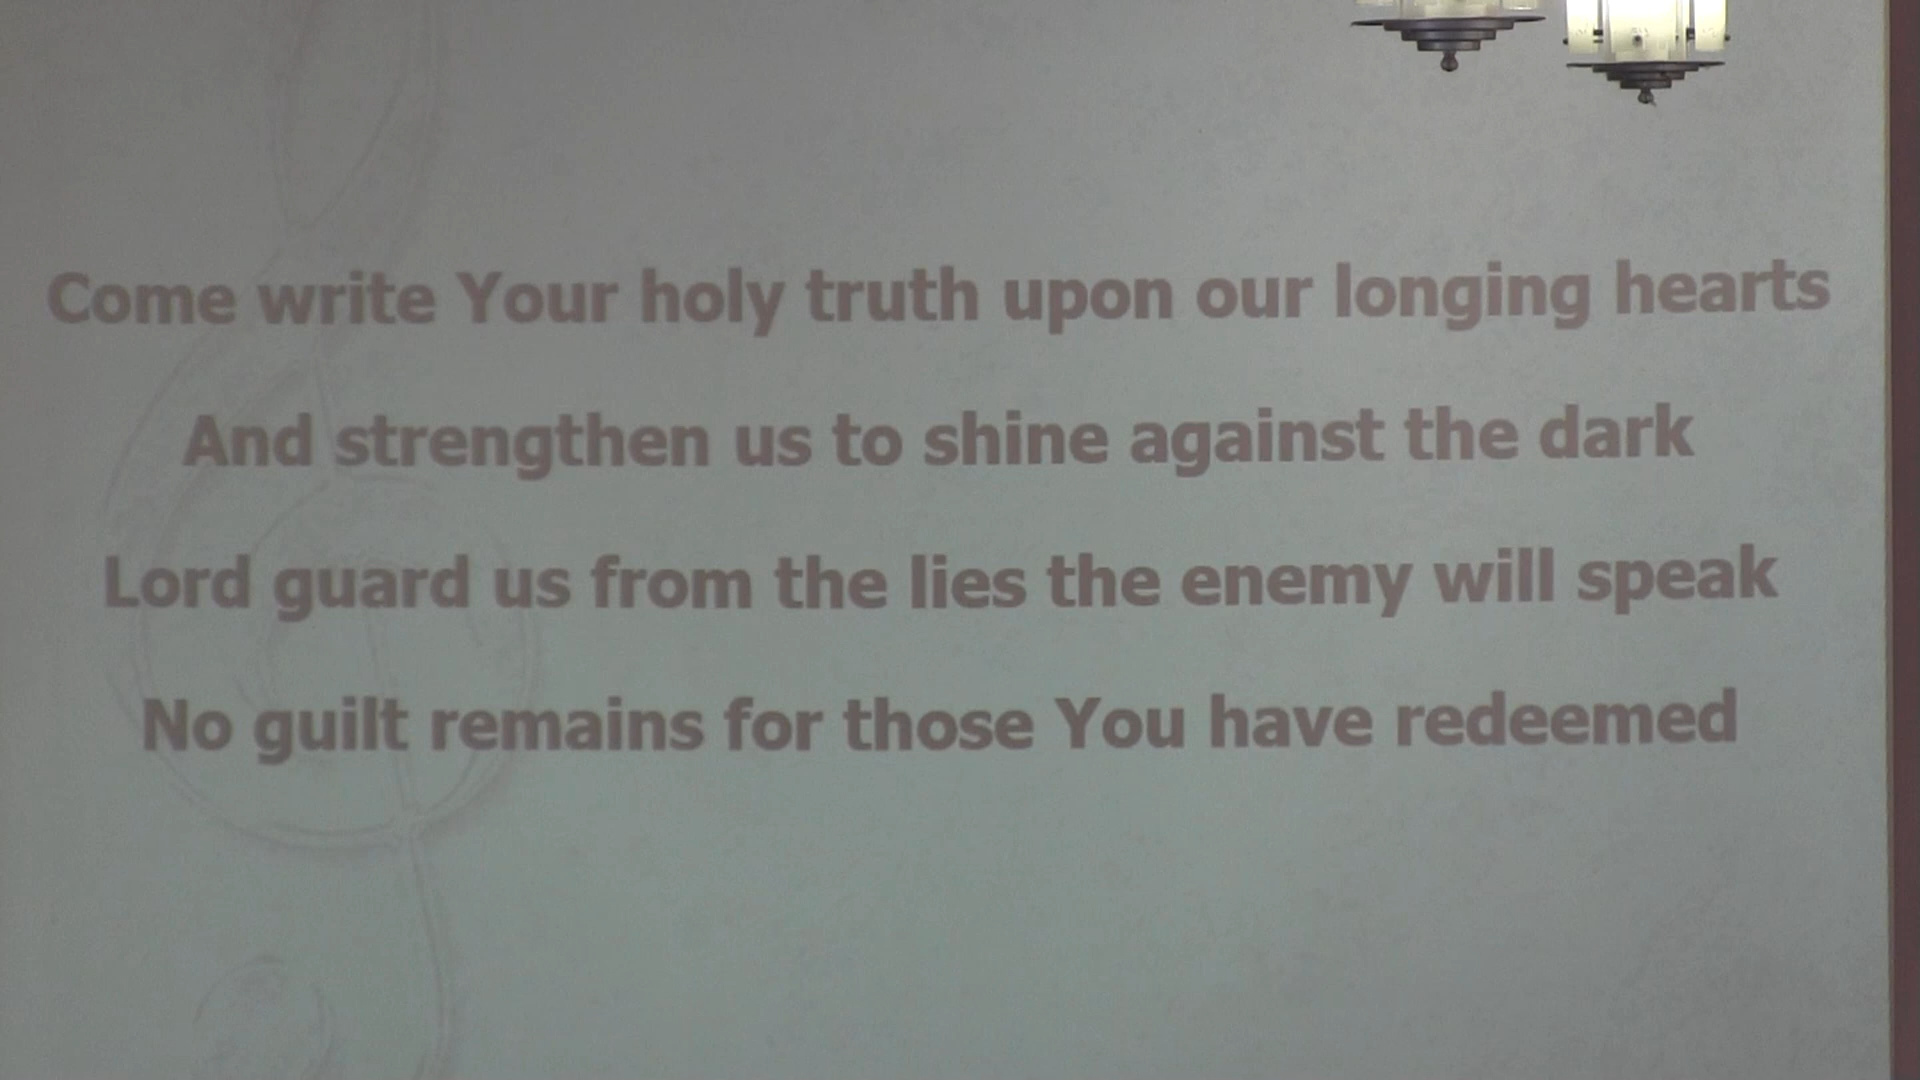 Come write Your holy truth upon our longing hearts
And strengthen us to shine against the dark
Lord guard us from the lies the enemy will speak
No guilt remains for those You have redeemed